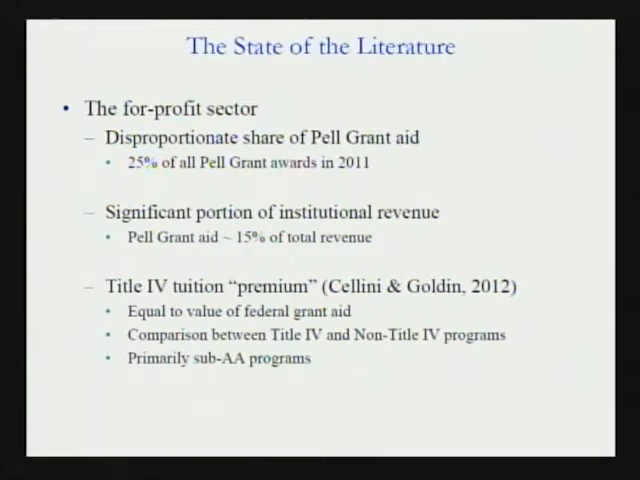 The State of the Literature
• The for-profit sector
– Disproportionate share of Pell Grant aid
• 25% of all Pell Grant awards in 2011
– Significant portion of institutional revenue
• Pell Grant aid ~ 15% of total revenue
– Title IV tuition “premium” (Cellini & Goldin, 2012)
• Equal to value of federal grant aid
• Comparison between Title IV and Non-Title IV programs
• Primarily sub-AA programs